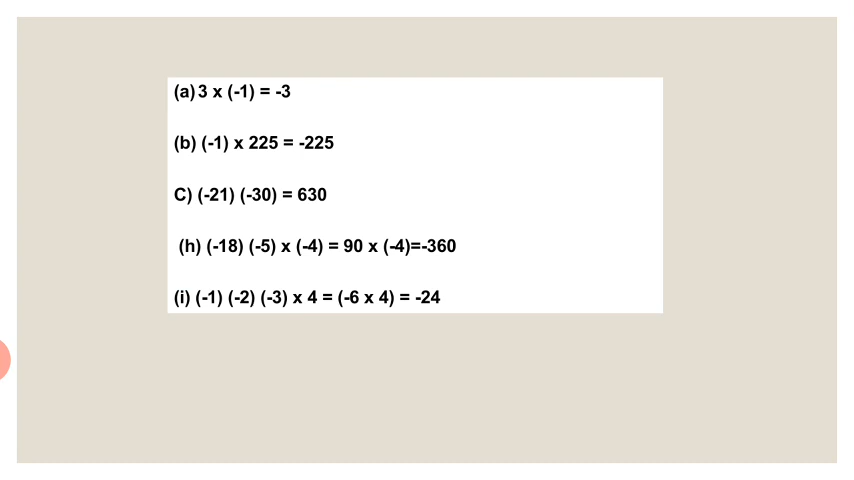 (a) 3 x (-1) = -3
(b) (-1) x 225 = -225
C) (-21) (-30) = 630
(h) (-18) (-5) x (-4) = 90 x (-4)=-360
(i) (-1) (-2) (-3) x 4 = (-6 x 4) = -24